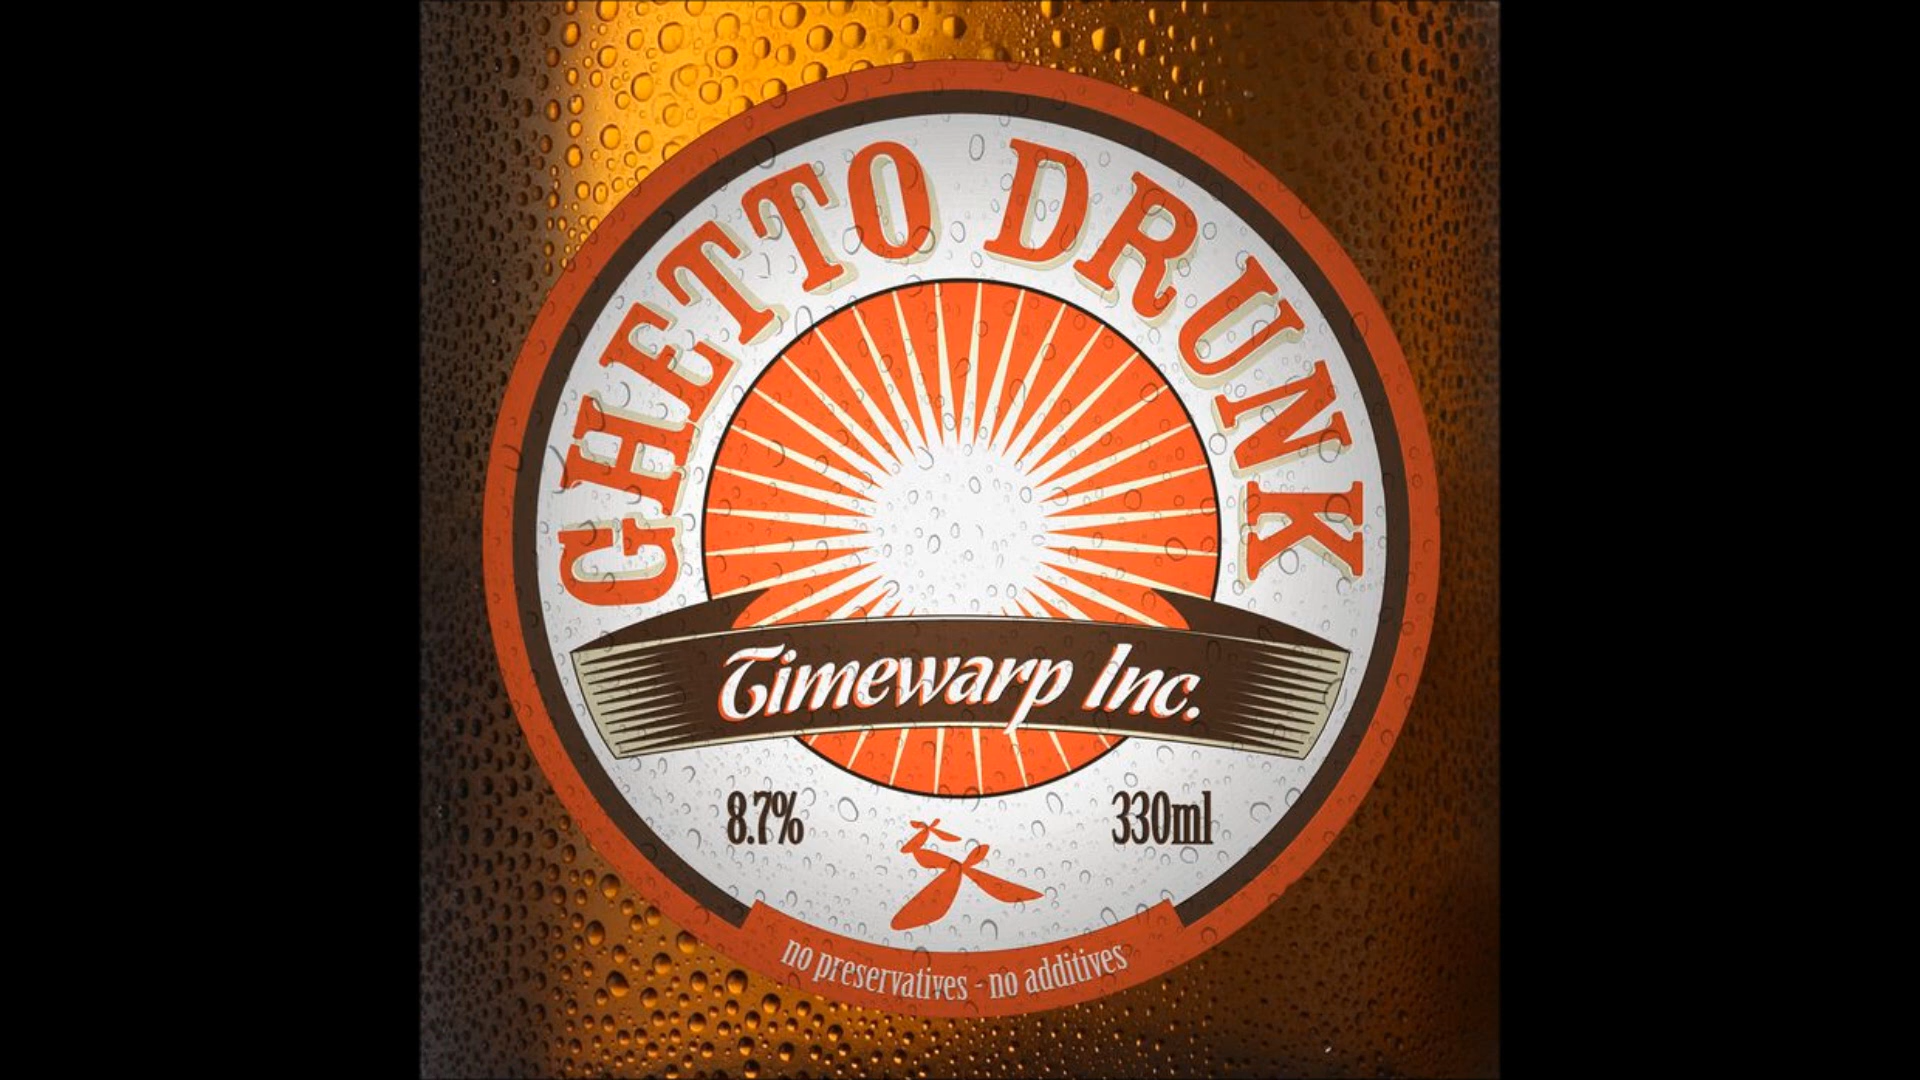 GHETTO DRUNK
Timewarp Inc.
8.7%
330ml
no preservatives - no additives